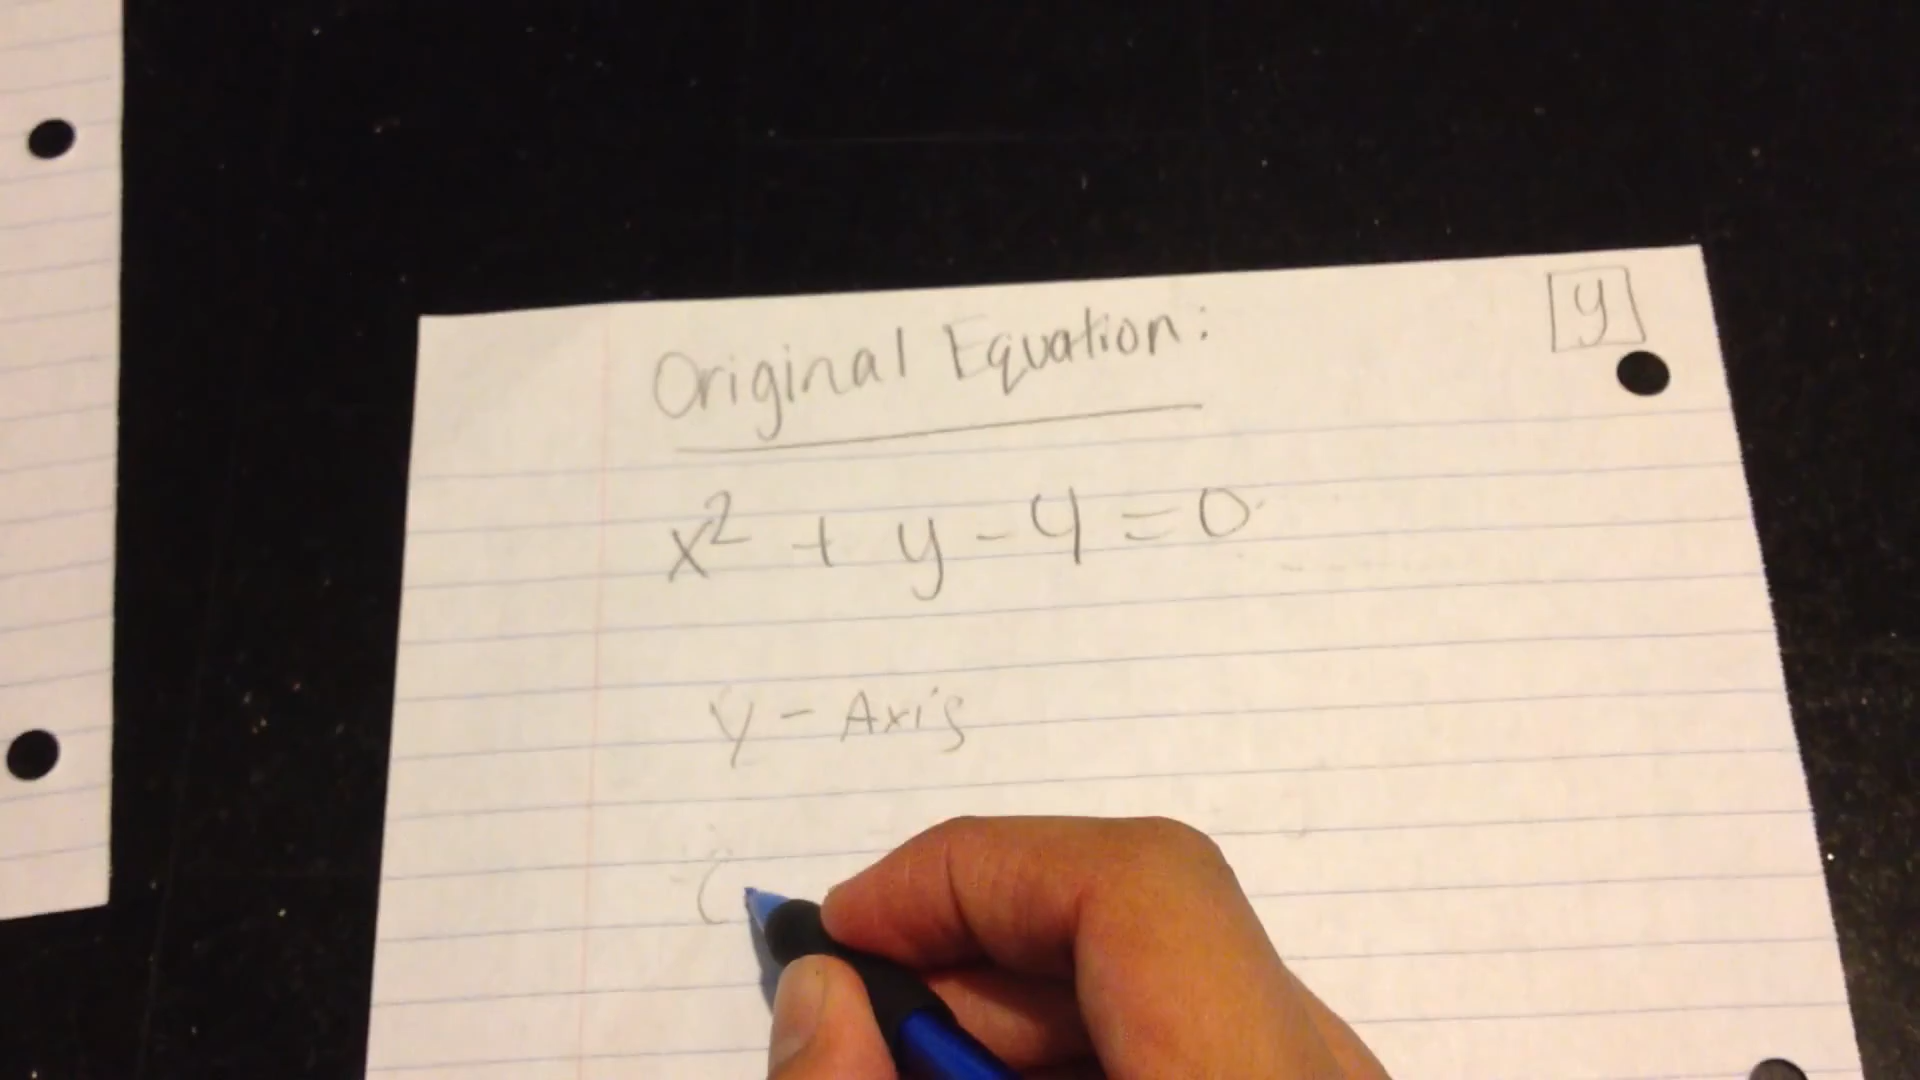 Original Equation:
y
x² + y - 4 = 0
y - Axis
(